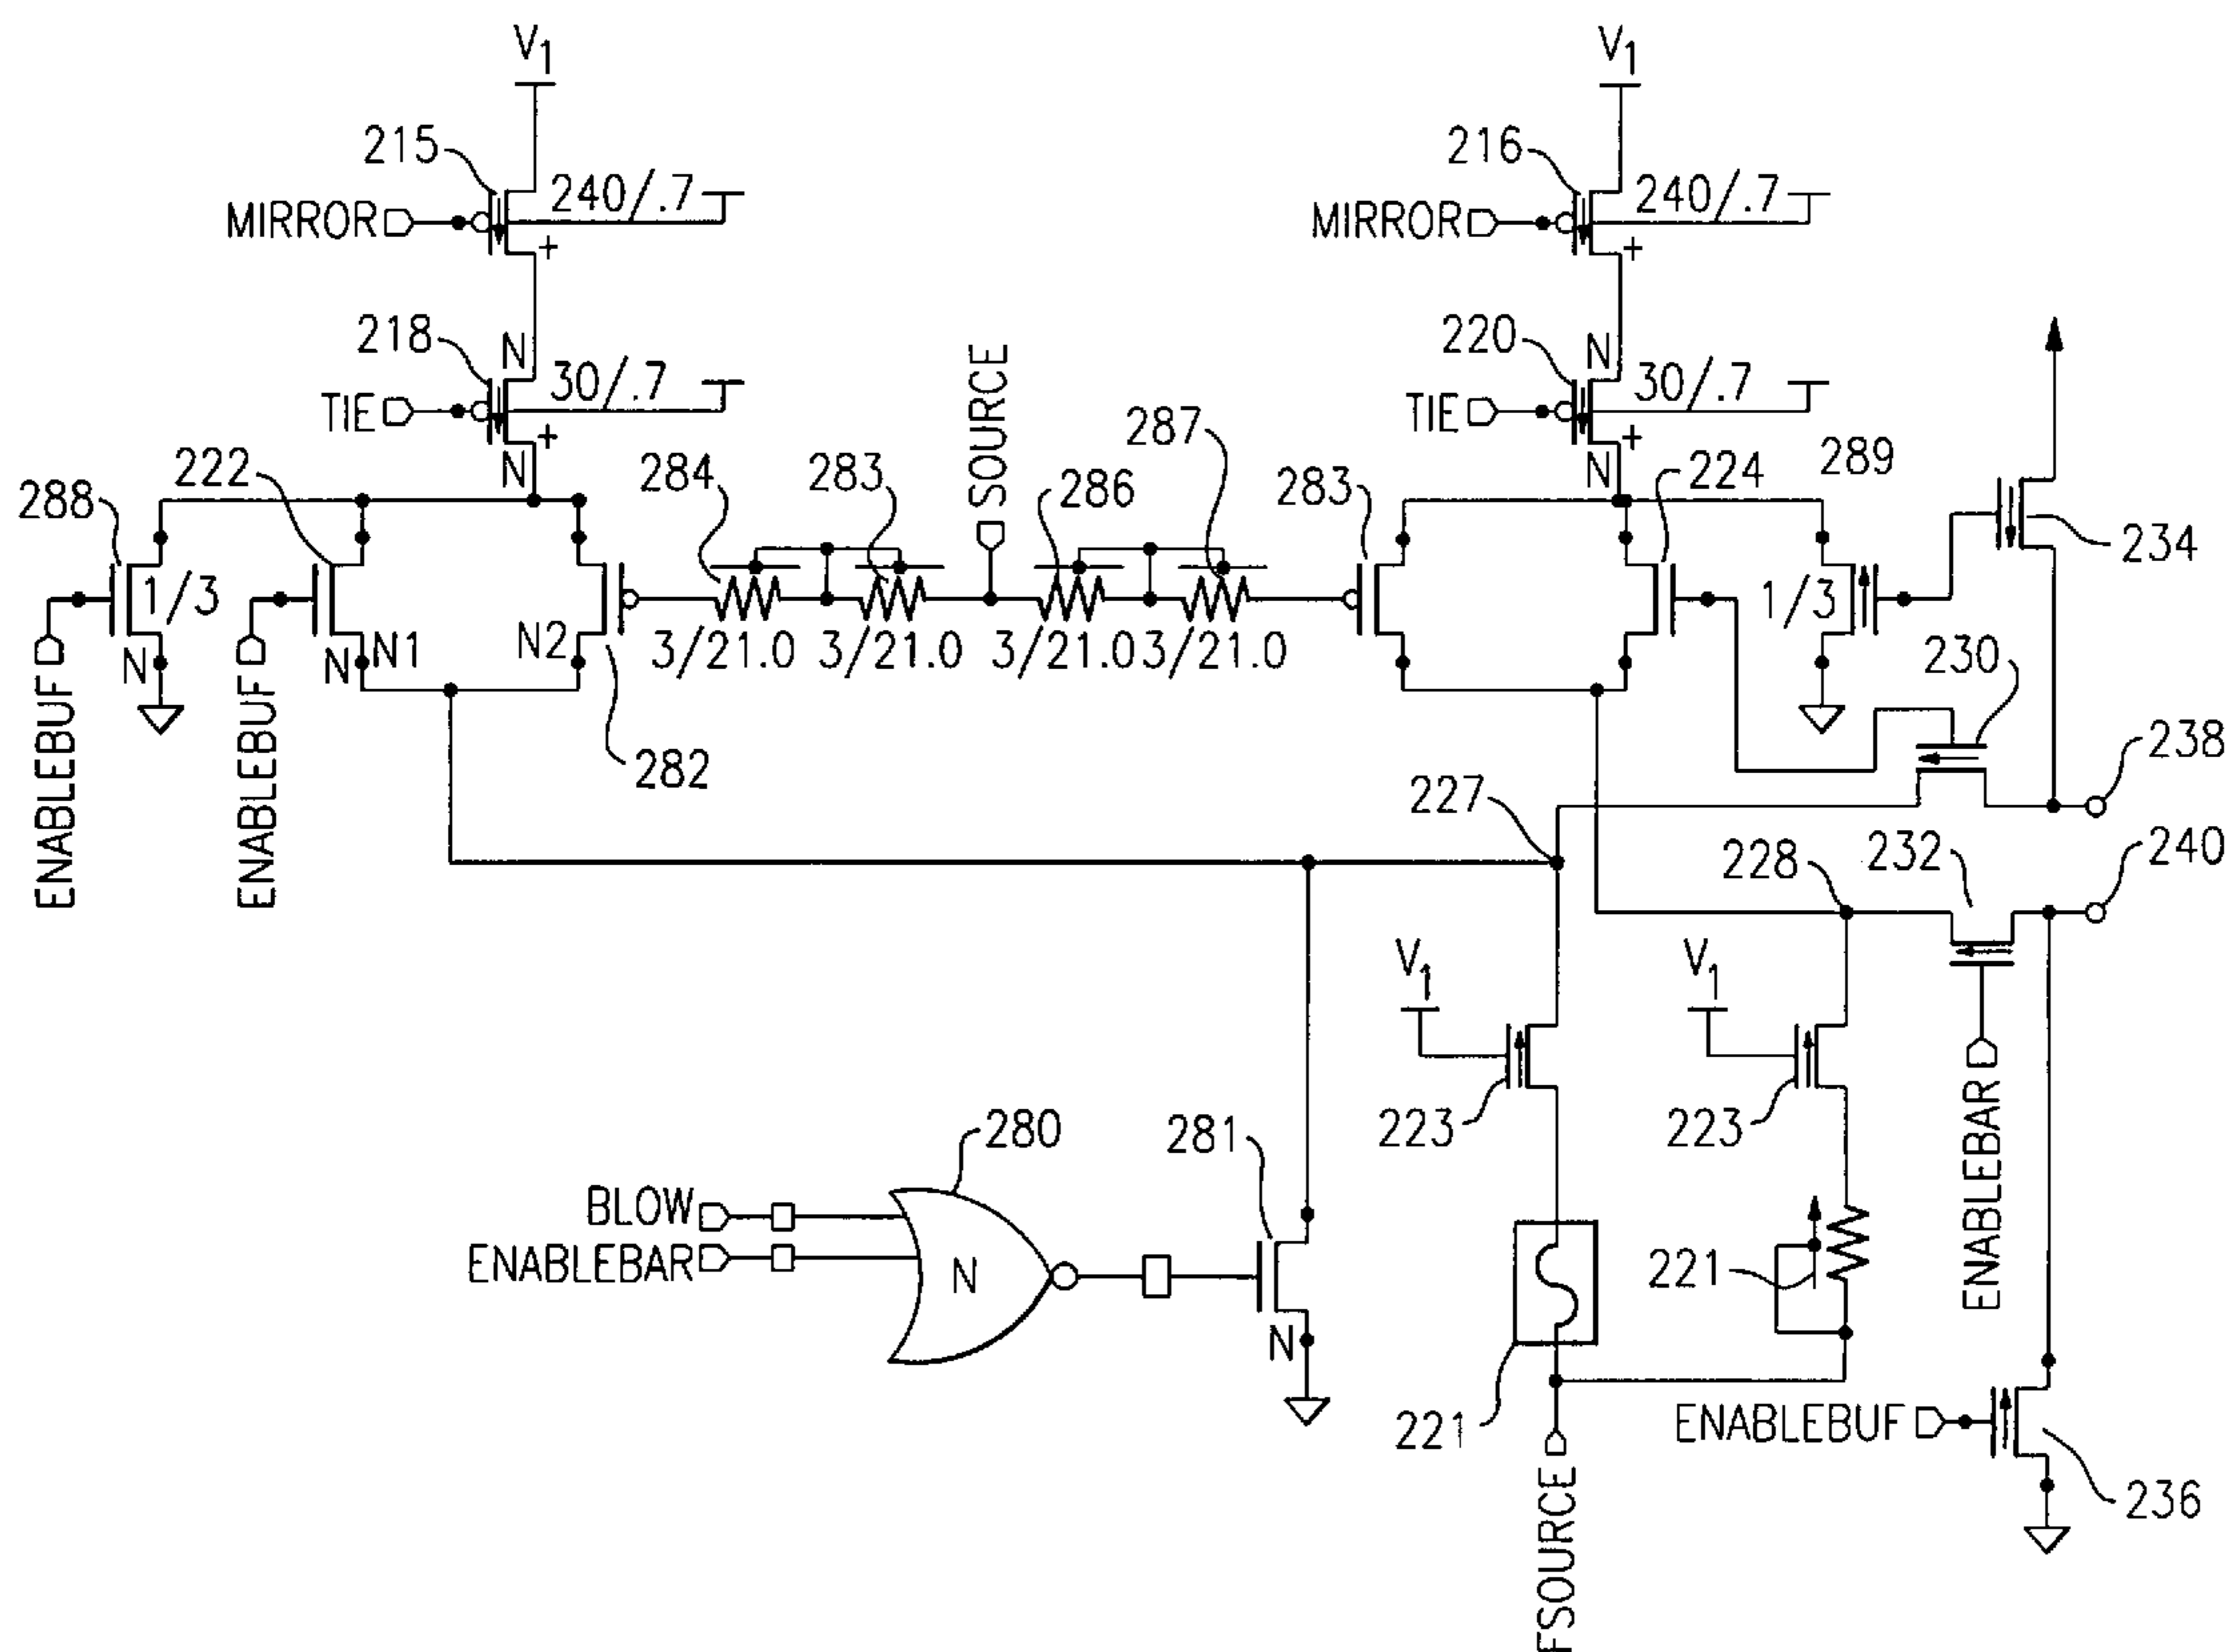 V1
V1
215
216
240/.7
240/.7
MIRROR
MIRROR
+
+
218
220
N
N
30/.7
30/.7
TIE
TIE
+
+
N
N
SOURCE
287
289
222
284
283
286
283
224
288
234
1/3
1/3
N
N
N1
N2
3/21.0
3/21.0
3/21.0
3/21.0
230
ENABLEBUF
ENABLEBUF
282
238
227
228
232
240
V1
V1
223
223
ENABLEBAR
280
281
BLOW
ENABLEBAR
N
N
221
221
ENABLEBUF
236
FSOURCE